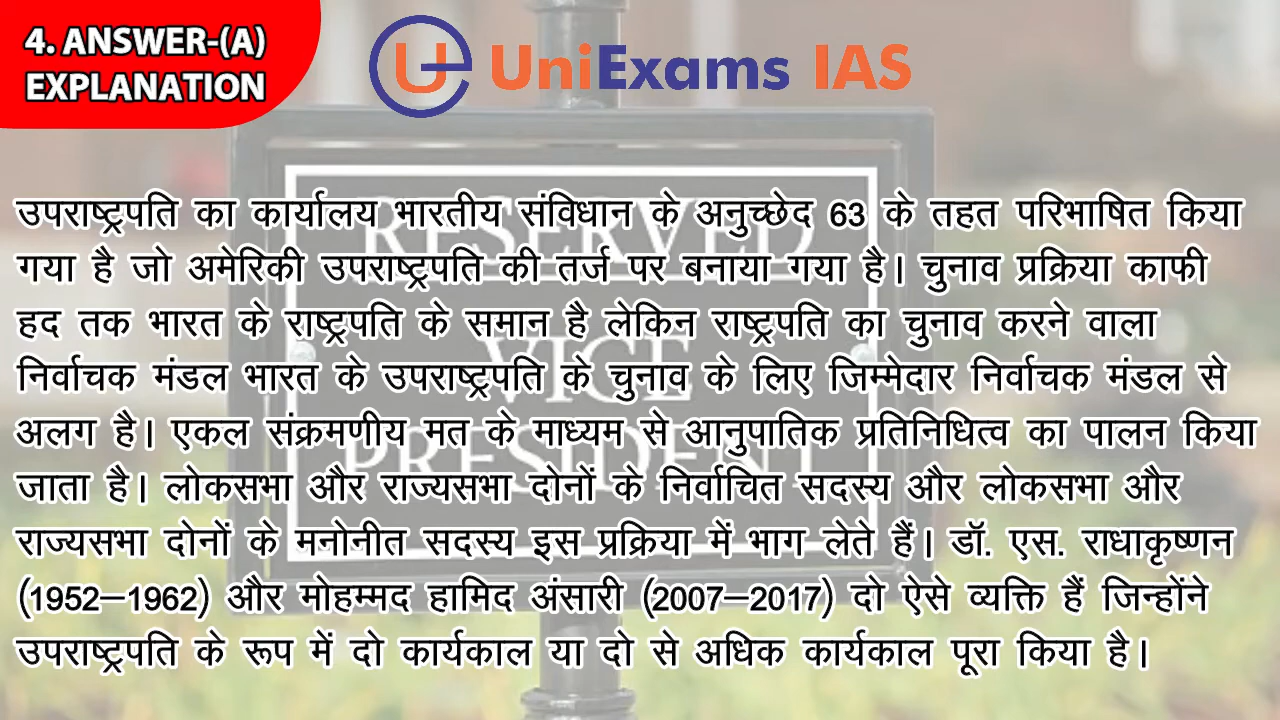 4. ANSWER-(A)
EXPLANATION
UniExams IAS
उपराष्ट्रपति का कार्यालय भारतीय संविधान के अनुच्छेद 63 के तहत परिभाषित किया
गया है जो अमेरिकी उपराष्ट्रपति की तर्ज पर बनाया गया है। चुनाव प्रक्रिया काफी
हद तक भारत के राष्ट्रपति के समान है लेकिन राष्ट्रपति का चुनाव करने वाला
निर्वाचक मंडल भारत के उपराष्ट्रपति के चुनाव के लिए जिम्मेदार निर्वाचक मंडल से
अलग है। एकल संक्रमणीय मत के माध्यम से आनुपातिक प्रतिनिधित्व का पालन किया
जाता है। लोकसभा और राज्यसभा दोनों के निर्वाचित सदस्य और लोकसभा और
राज्यसभा दोनों के मनोनीत सदस्य इस प्रक्रिया में भाग लेते हैं। डॉ. एस. राधाकृष्णन
(1952–1962) और मोहम्मद हामिद अंसारी (2007–2017) दो ऐसे व्यक्ति हैं जिन्होंने
उपराष्ट्रपति के रूप में दो कार्यकाल या दो से अधिक कार्यकाल पूरा किया है।
RESERVED
VICE
PRESIDENT